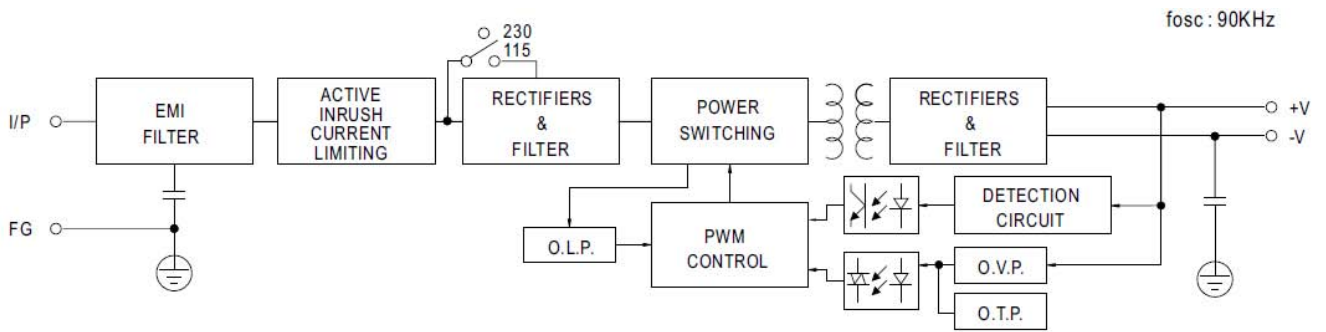 fosc : 90KHz
230
115
I/P
EMI
FILTER
ACTIVE
INRUSH
CURRENT
LIMITING
RECTIFIERS
&
FILTER
POWER
SWITCHING
RECTIFIERS
&
FILTER
+V
-V
FG
O.L.P.
PWM
CONTROL
DETECTION
CIRCUIT
O.V.P.
O.T.P.